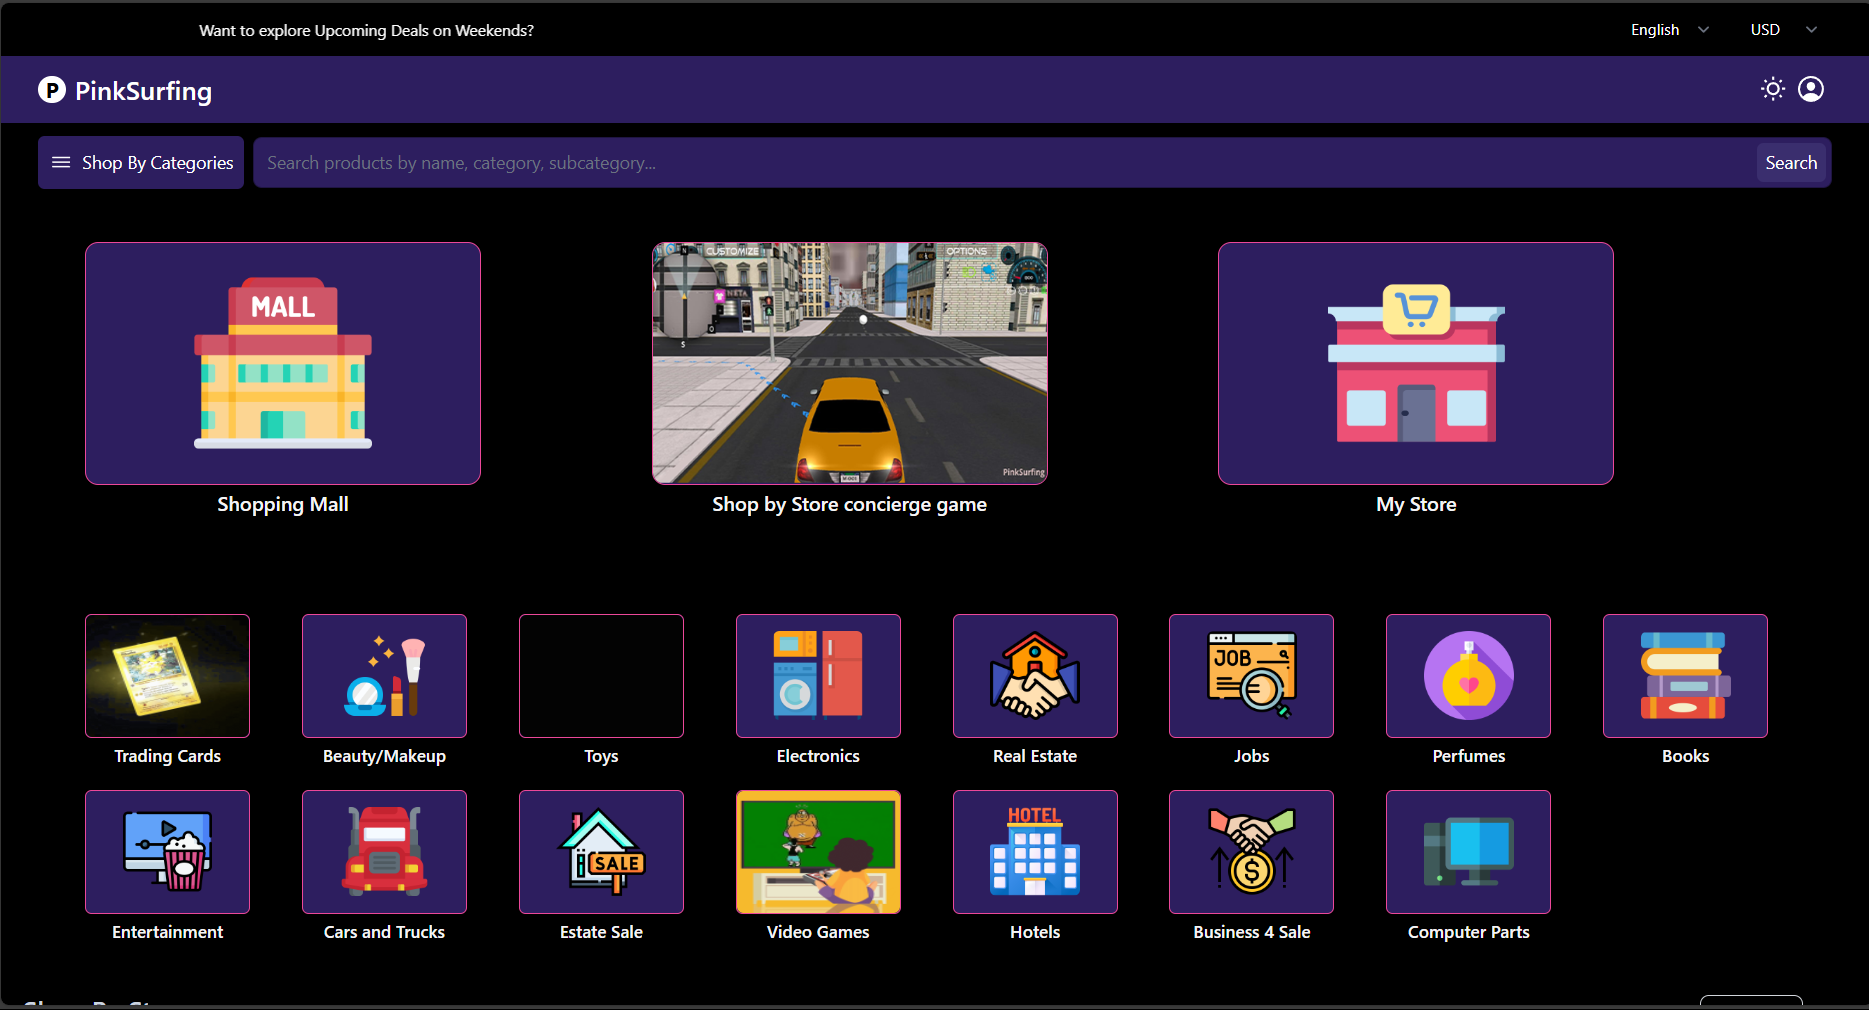 Want to explore Upcoming Deals on Weekends?
English
USD
P PinkSurfing
Shop By Categories
Search products by name, category, subcategory...
Search
MALL
N
CUSTOMIZE
OPTIONS
S
PinkSurfing
Shopping Mall
Shop by Store concierge game
My Store
JOB
Trading Cards
Beauty/Makeup
Toys
Electronics
Real Estate
Jobs
Perfumes
Books
SALE
HOTEL
$
Entertainment
Cars and Trucks
Estate Sale
Video Games
Hotels
Business 4 Sale
Computer Parts